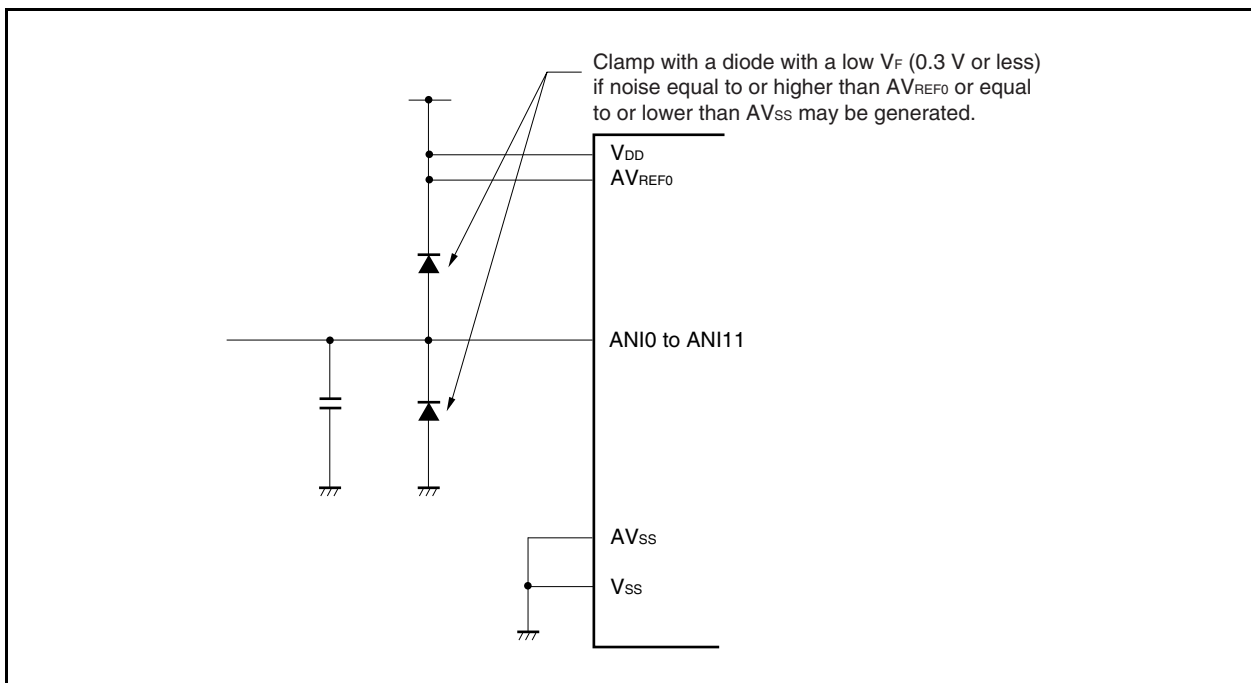 Clamp with a diode with a low VF (0.3 V or less)
if noise equal to or higher than AVREF0 or equal
to or lower than AVSS may be generated.
VDD
AVREF0
ANI0 to ANI11
AVSS
VSS